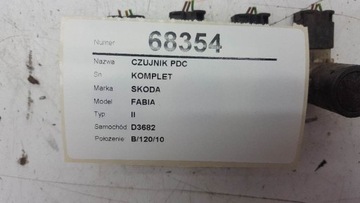 Numer 68354
Nazwa CZUJNIK PDC
Sn KOMPLET
Marka SKODA
Model FABIA
Typ II
Samochód D3682
Położenie B/120/10